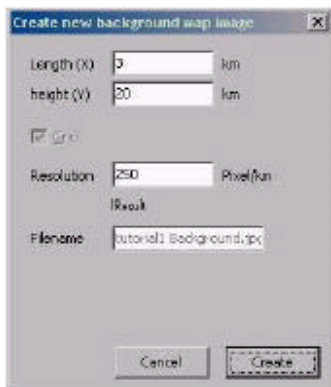 Create new background map image
Length (X) 3 km
height (Y) 20 km
Grid
Resolution 250 Pixel/km
Result
Filename tutorial1 Background.jpg
Cancel Create